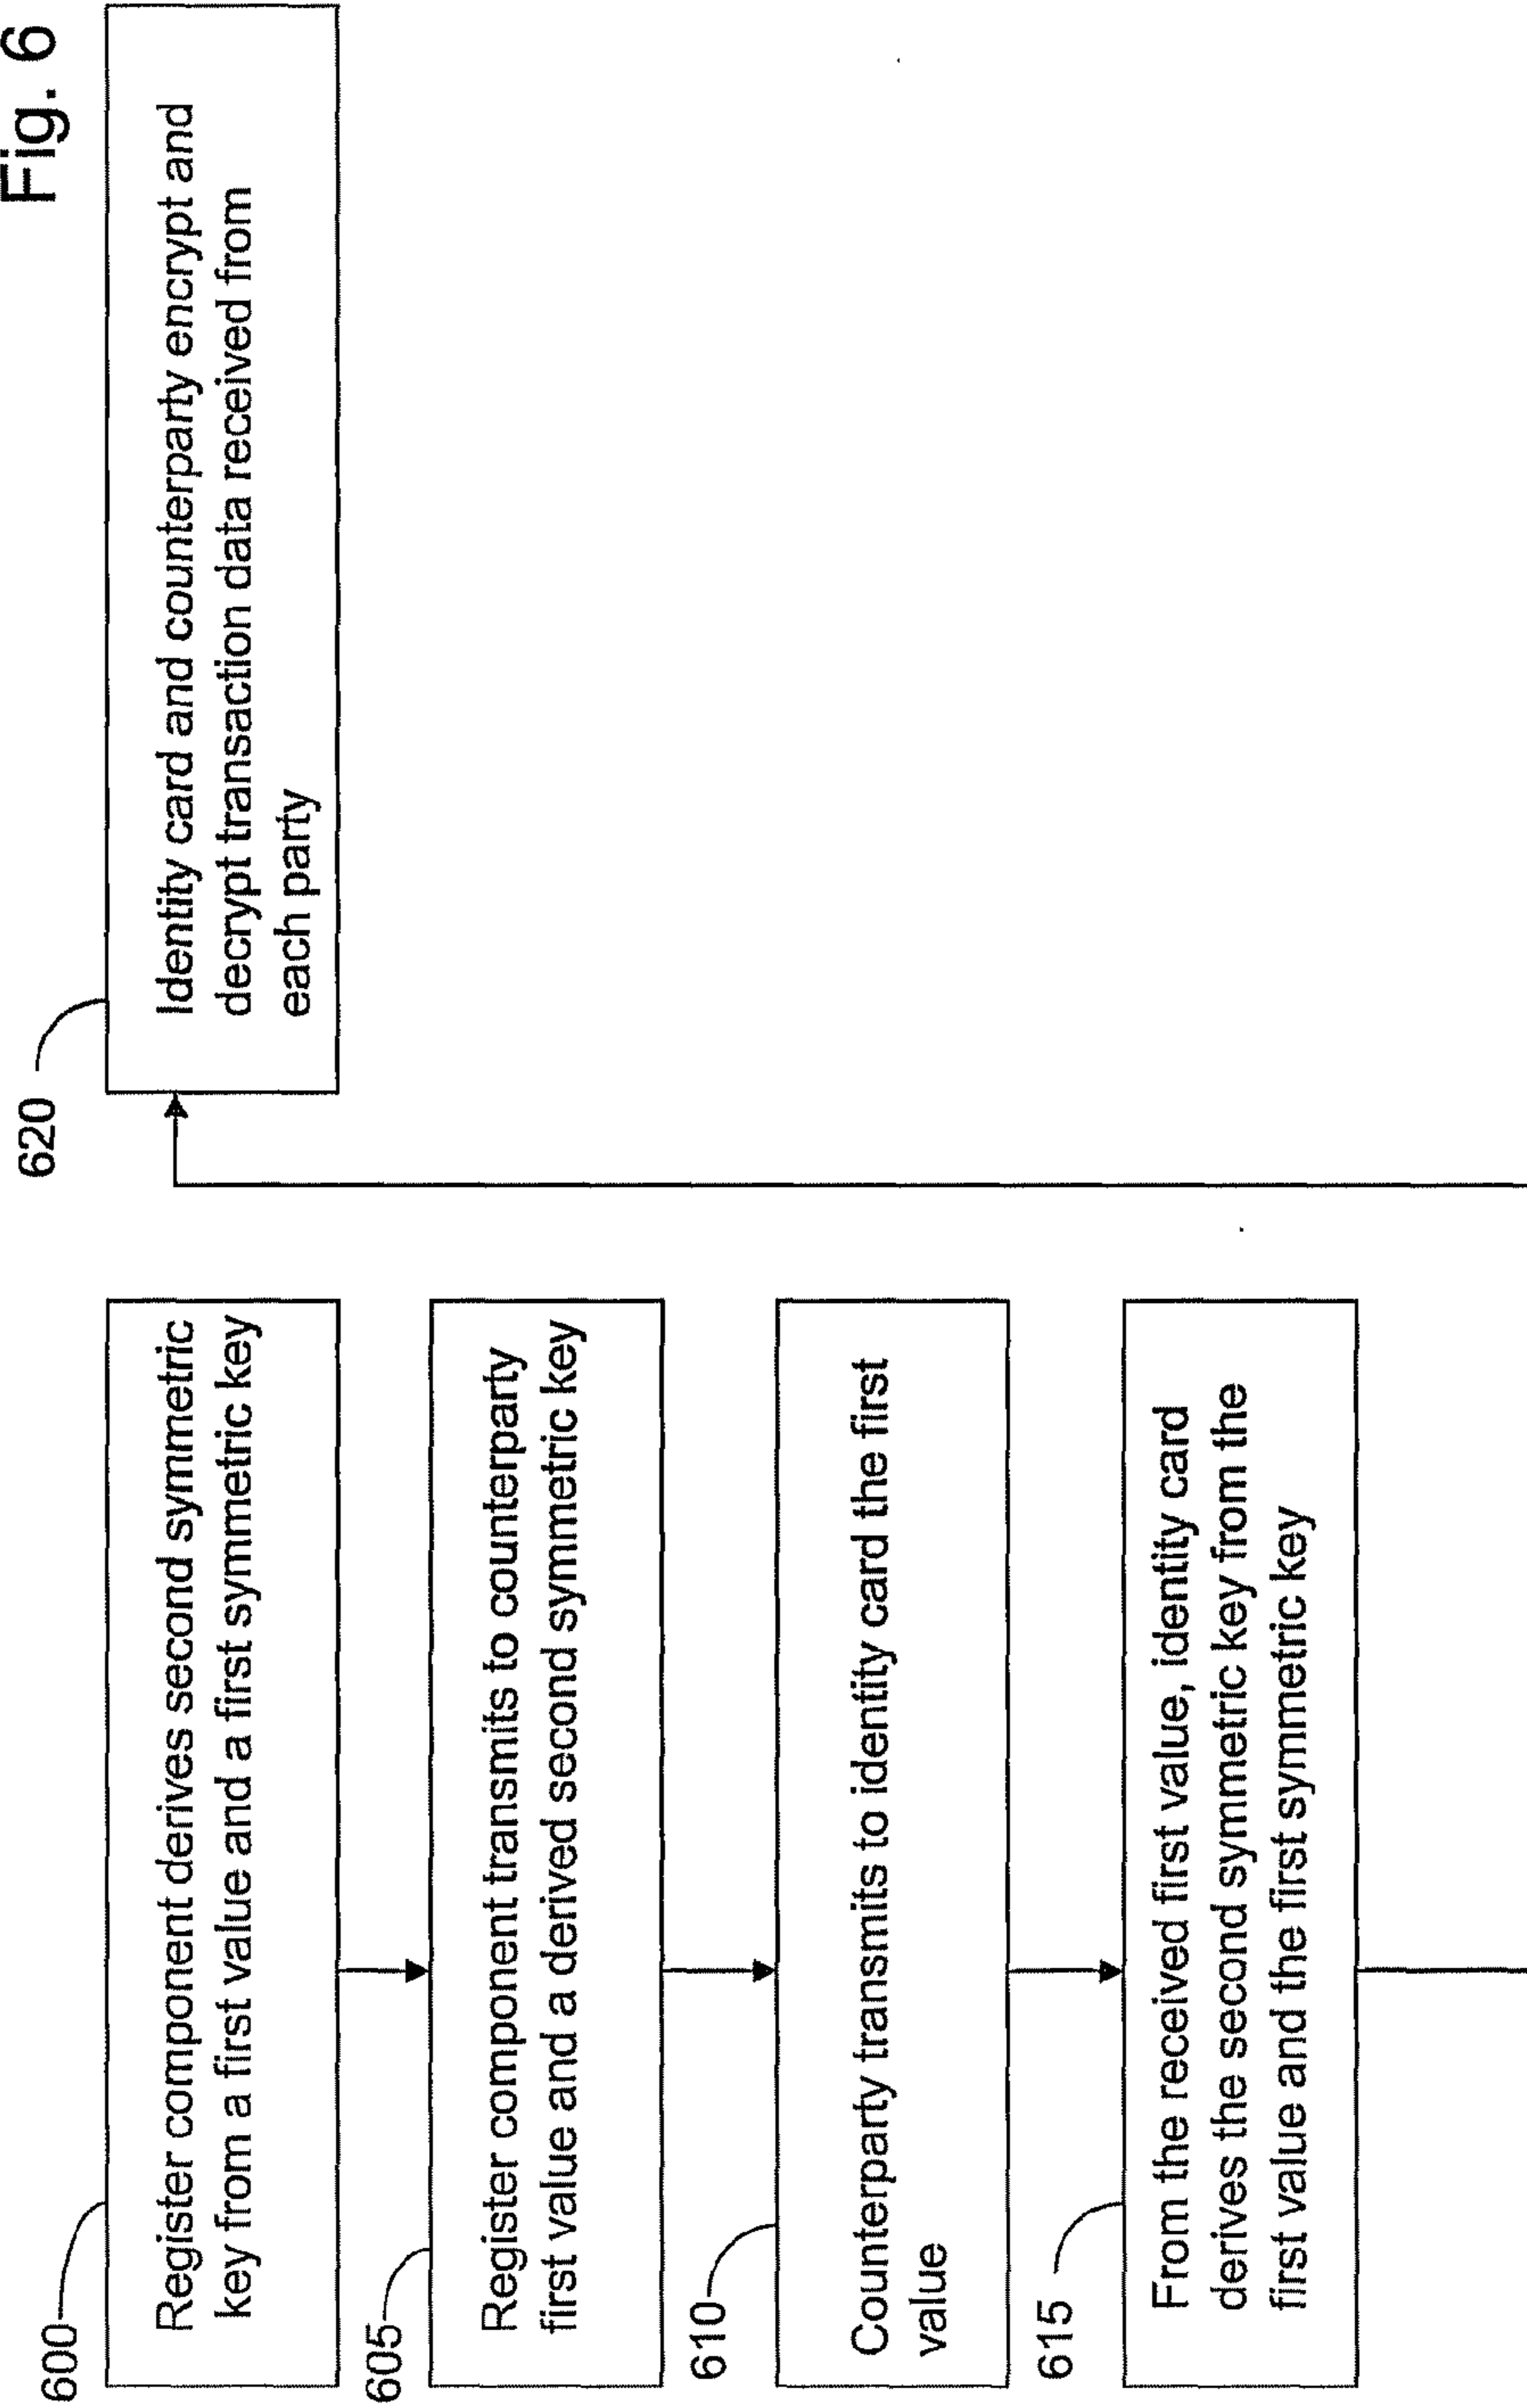 Fig. 6
600
Register component derives second symmetric
key from a first value and a first symmetric key
605
Register component transmits to counterparty
first value and a derived second symmetric key
610
Counterparty transmits to identity card the first
value
615
From the received first value, identity card
derives the second symmetric key from the
first value and the first symmetric key
620
Identity card and counterparty encrypt and
decrypt transaction data received from
each party